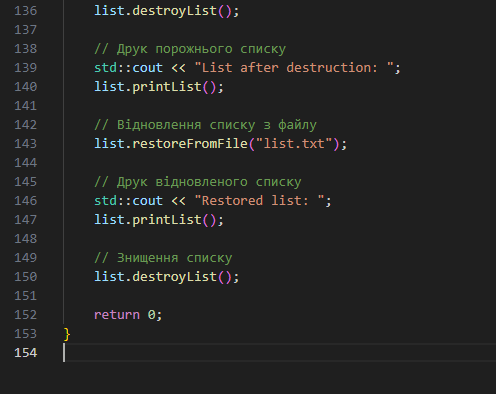 136 list.destroyList();
137
138 // Друк порожнього списку
139 std::cout << "List after destruction: ";
140 list.printList();
141
142 // Відновлення списку з файлу
143 list.restoreFromFile("list.txt");
144
145 // Друк відновленого списку
146 std::cout << "Restored list: ";
147 list.printList();
148
149 // Знищення списку
150 list.destroyList();
151
152 return 0;
153 }
154